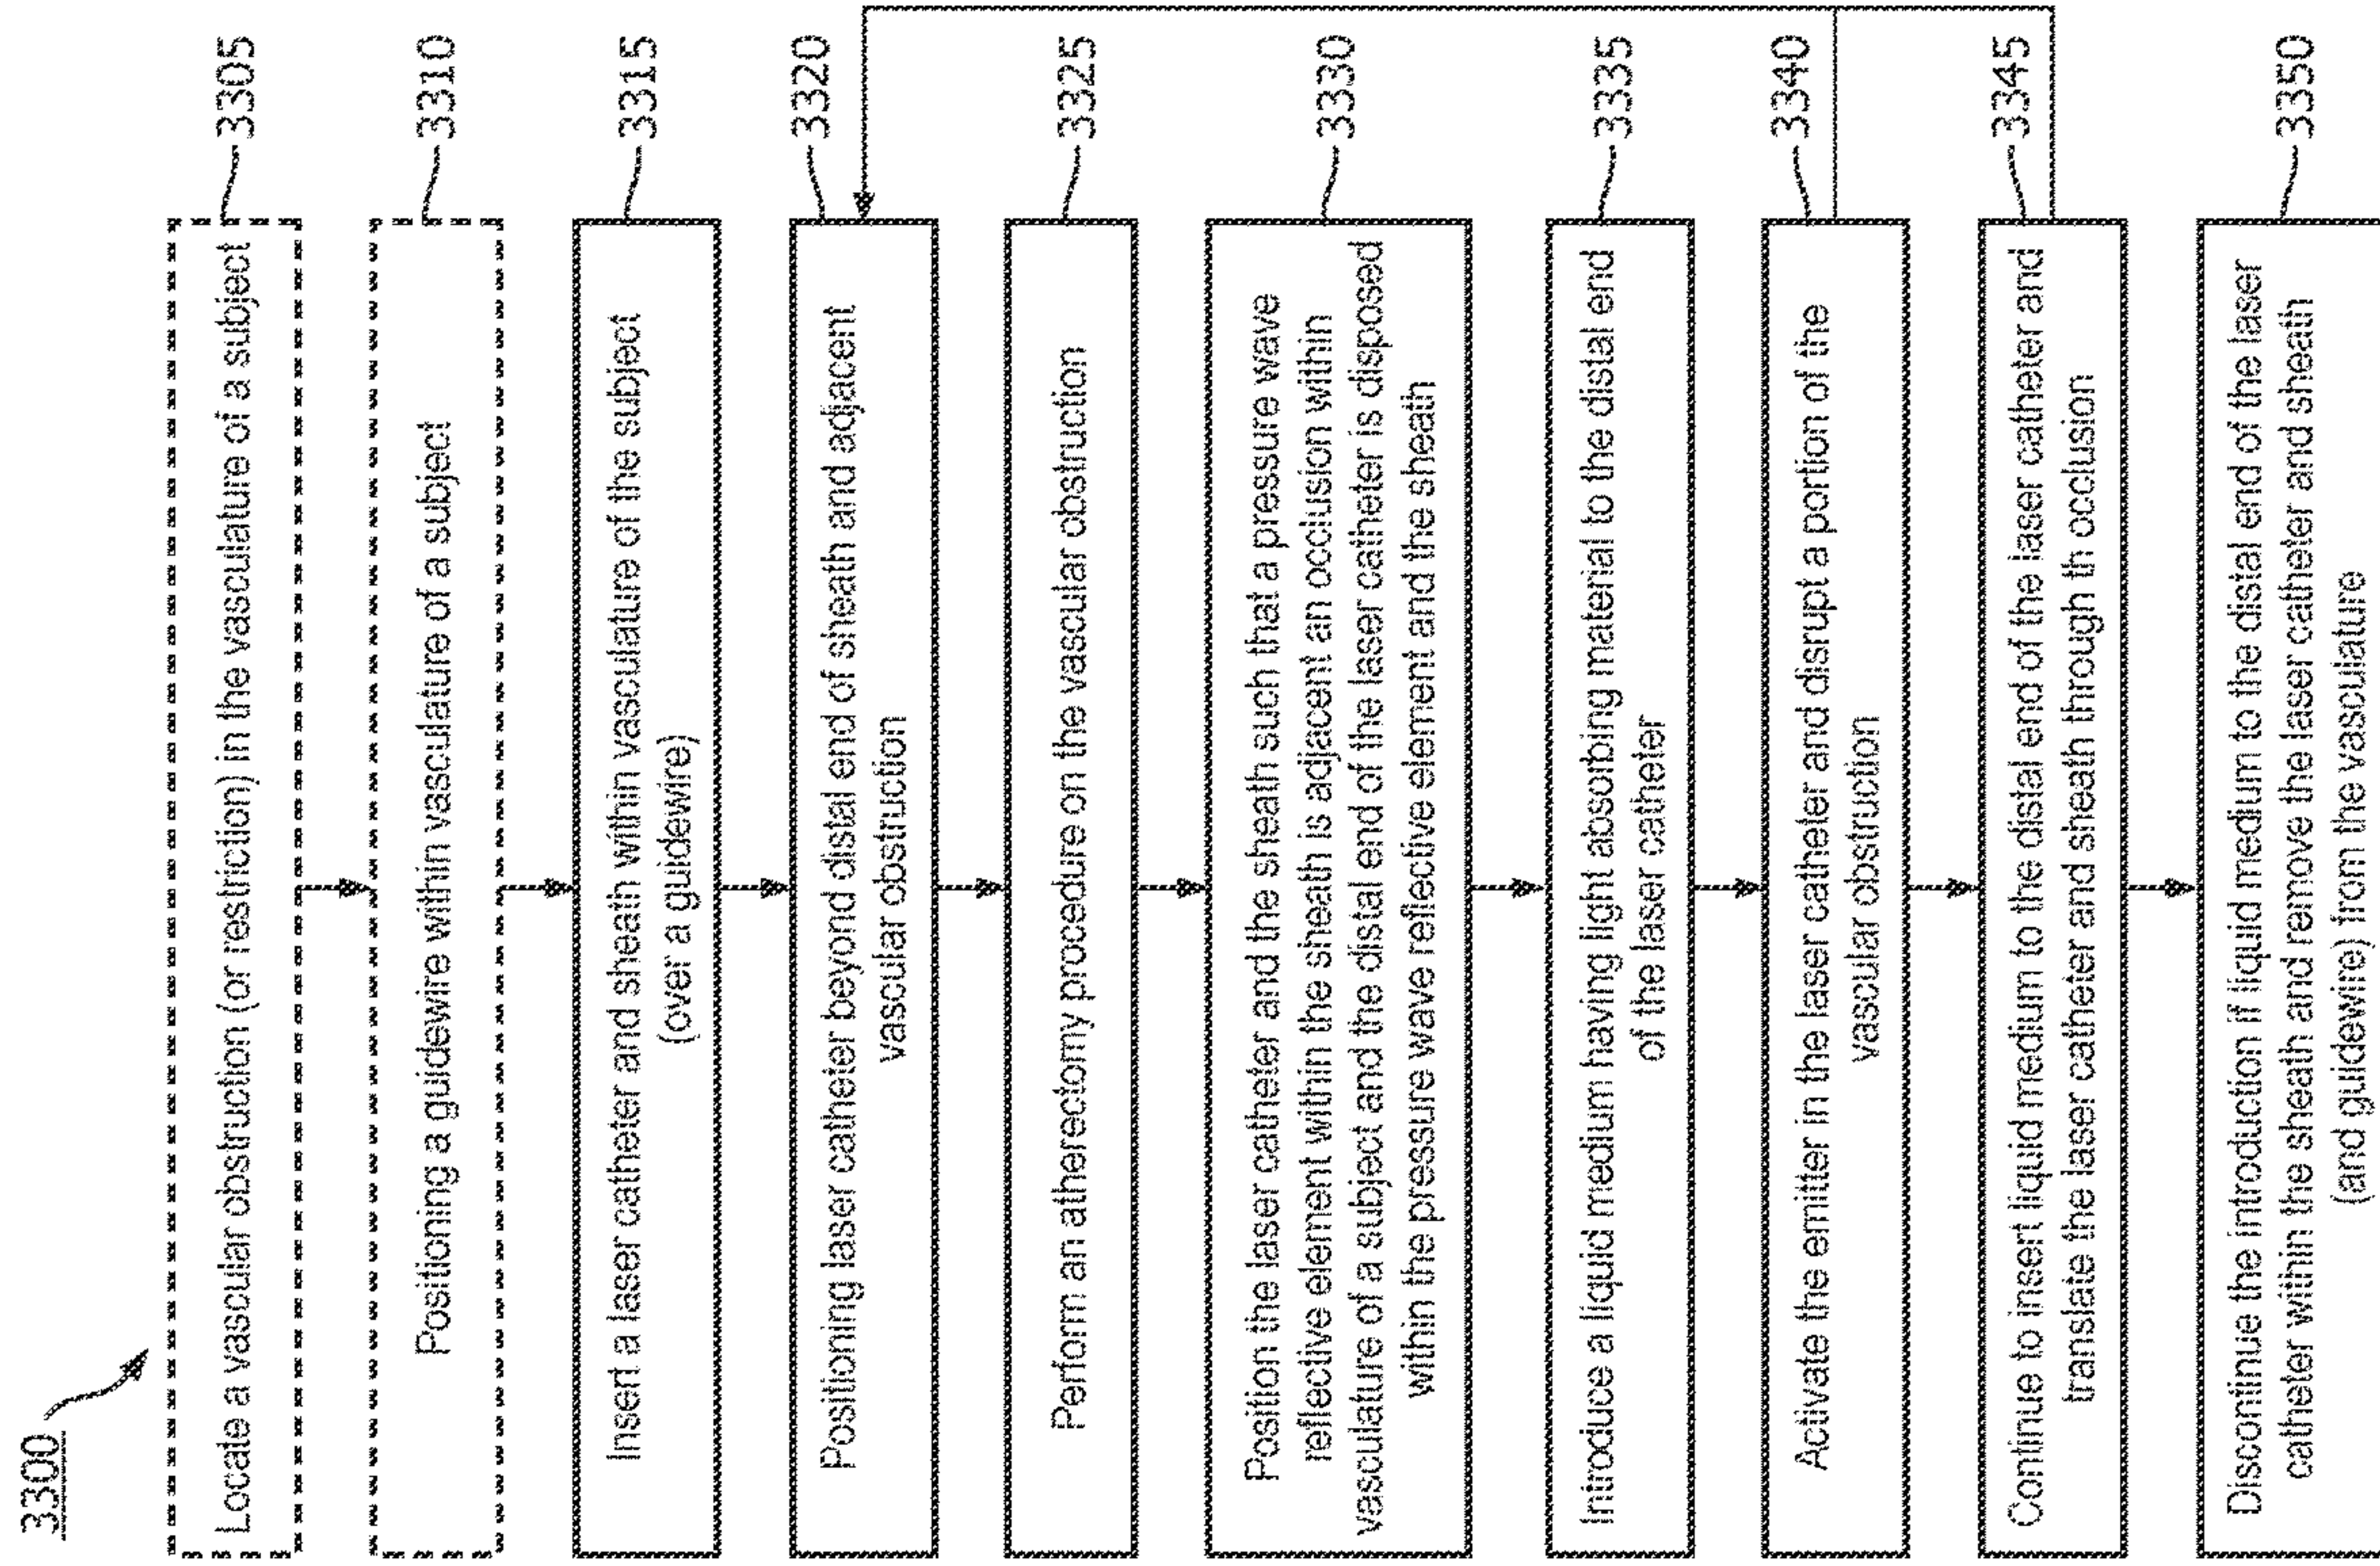 3300
Locate a vascular obstruction (or restriction) in the vasculature of a subject
3305
Positioning a guidewire within vasculature of a subject
3310
Insert a laser catheter and sheath within vasculature of the subject
(over a guidewire)
3315
Positioning laser catheter beyond distal end of sheath and adjacent
vascular obstruction
3320
Perform an atherectomy procedure on the vascular obstruction
3325
Position the laser catheter and the sheath such that a pressure wave
reflective element within the sheath is adjacent an occlusion within
vasculature of a subject and the distal end of the laser catheter is disposed
within the pressure wave reflective element and the sheath
3330
Introduce a liquid medium having light absorbing material to the distal end
of the laser catheter
3335
Activate the emitter in the laser catheter and disrupt a portion of the
vascular obstruction
3340
Continue to insert liquid medium to the distal end of the laser catheter and
translate the laser catheter and sheath through th occlusion
3345
Discontinue the introduction if liquid medium to the distal end of the laser
catheter within the sheath and remove the laser catheter and sheath
(and guidewire) from the vasculature
3350